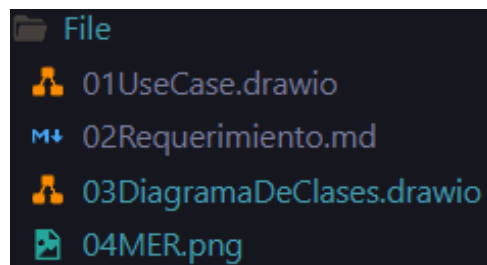 File
01UseCase.drawio
M↓ 02Requerimiento.md
03DiagramaDeClases.drawio
04MER.png